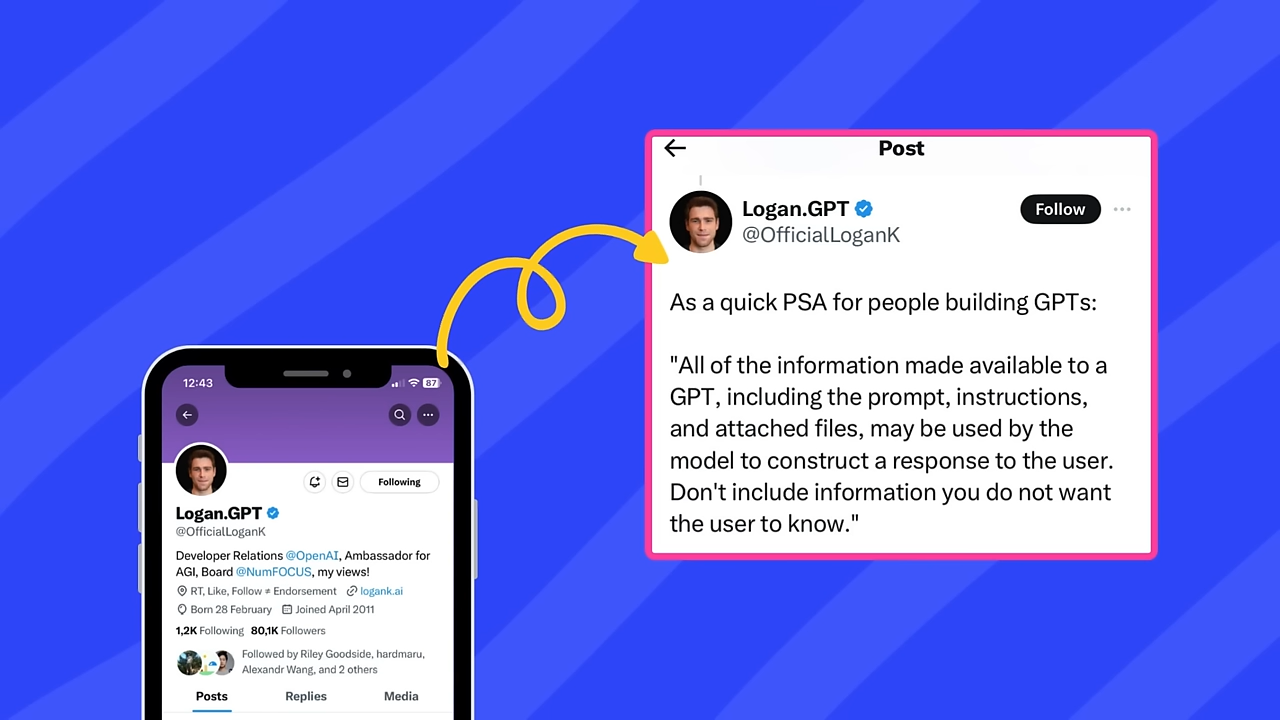 12:43
87
Following
Logan.GPT
@OfficialLoganK
Developer Relations @OpenAI, Ambassador for
AGI, Board @NumFOCUS, my views!
RT, Like, Follow ≠ Endorsement logank.ai
Born 28 February Joined April 2011
1,2K Following 80,1K Followers
Followed by Riley Goodside, hardmaru,
Alexandr Wang, and 2 others
Posts Replies Media
Post
Logan.GPT
@OfficialLoganK
Follow
As a quick PSA for people building GPTs:
"All of the information made available to a
GPT, including the prompt, instructions,
and attached files, may be used by the
model to construct a response to the user.
Don't include information you do not want
the user to know."